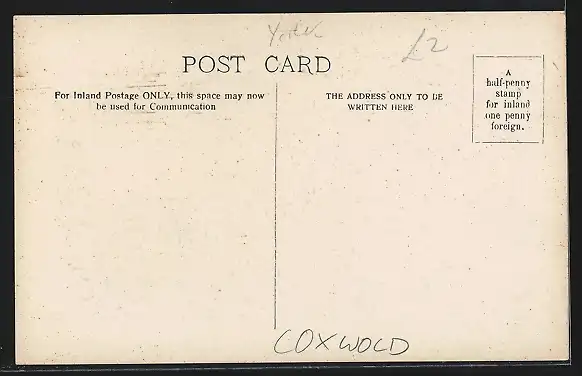 £2
POST CARD
For Inland Postage ONLY, this space may now
be used for Communication
THE ADDRESS ONLY TO BE
WRITTEN HERE
A
half-penny
stamp
for inland
one penny
foreign.
COXWOLD